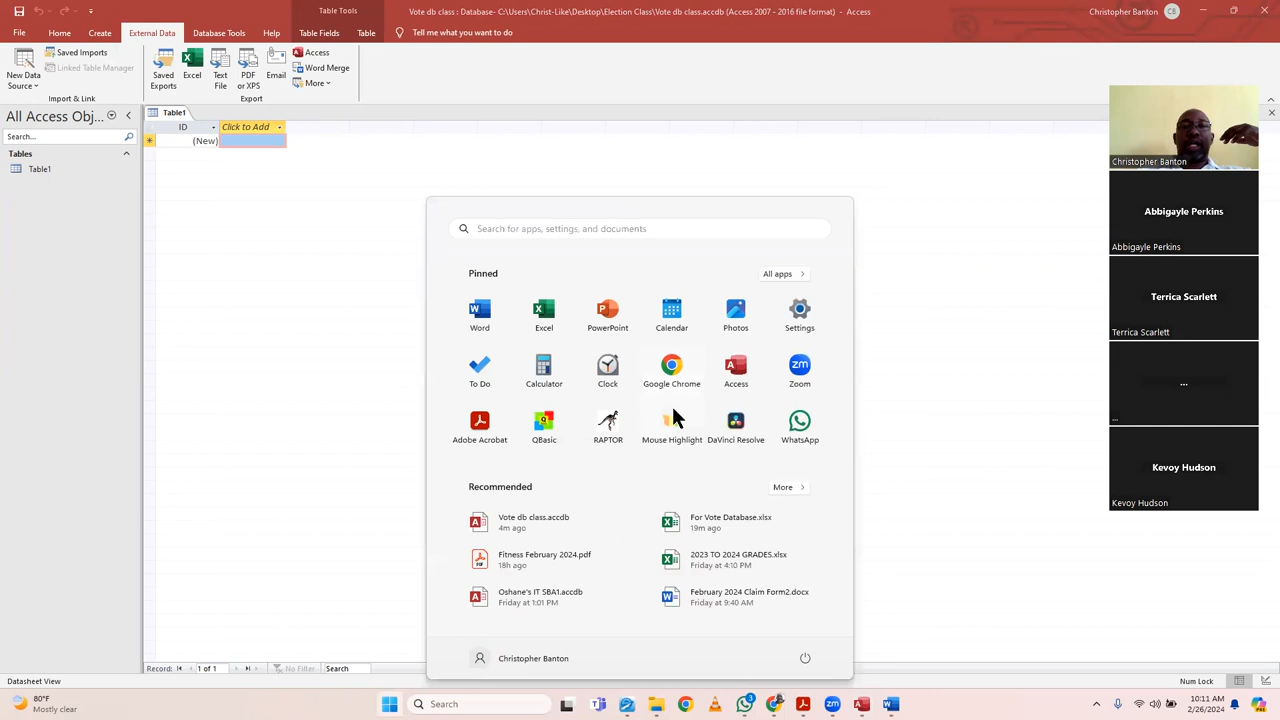 Table Tools
Vote db class : Database- C:\Users\Christ-Like\Desktop\Election Class\Vote db class.accdb (Access 2007 - 2016 file format) - Access
Christopher Banton
CB
File
Home
Create
External Data
Database Tools
Help
Table Fields
Table
Tell me what you want to do
New Data
Source
Saved Imports
Linked Table Manager
Import & Link
Saved
Exports
Excel
Text
File
PDF
or XPS
Email
Access
Word Merge
More
Export
All Access Obj...
Search...
Tables
Table1
Table1
ID
Click to Add
(New)
Search for apps, settings, and documents
Pinned
All apps
Word
Excel
PowerPoint
Calendar
Photos
Settings
To Do
Calculator
Clock
Google Chrome
Access
Zoom
Adobe Acrobat
QBasic
RAPTOR
Mouse Highlight
DaVinci Resolve
WhatsApp
Recommended
More
Vote db class.accdb
4m ago
For Vote Database.xlsx
19m ago
Fitness February 2024.pdf
18h ago
2023 TO 2024 GRADES.xlsx
Friday at 4:10 PM
Oshane's IT SBA1.accdb
Friday at 1:01 PM
February 2024 Claim Form2.docx
Friday at 9:40 AM
Christopher Banton
Christopher Banton
Abbigayle Perkins
Abbigayle Perkins
Terrica Scarlett
Terrica Scarlett
...
...
Kevoy Hudson
Kevoy Hudson
Record:
1 of 1
No Filter
Search
Datasheet View
Num Lock
80°F
Mostly clear
Search
3
10:11 AM
2/26/2024